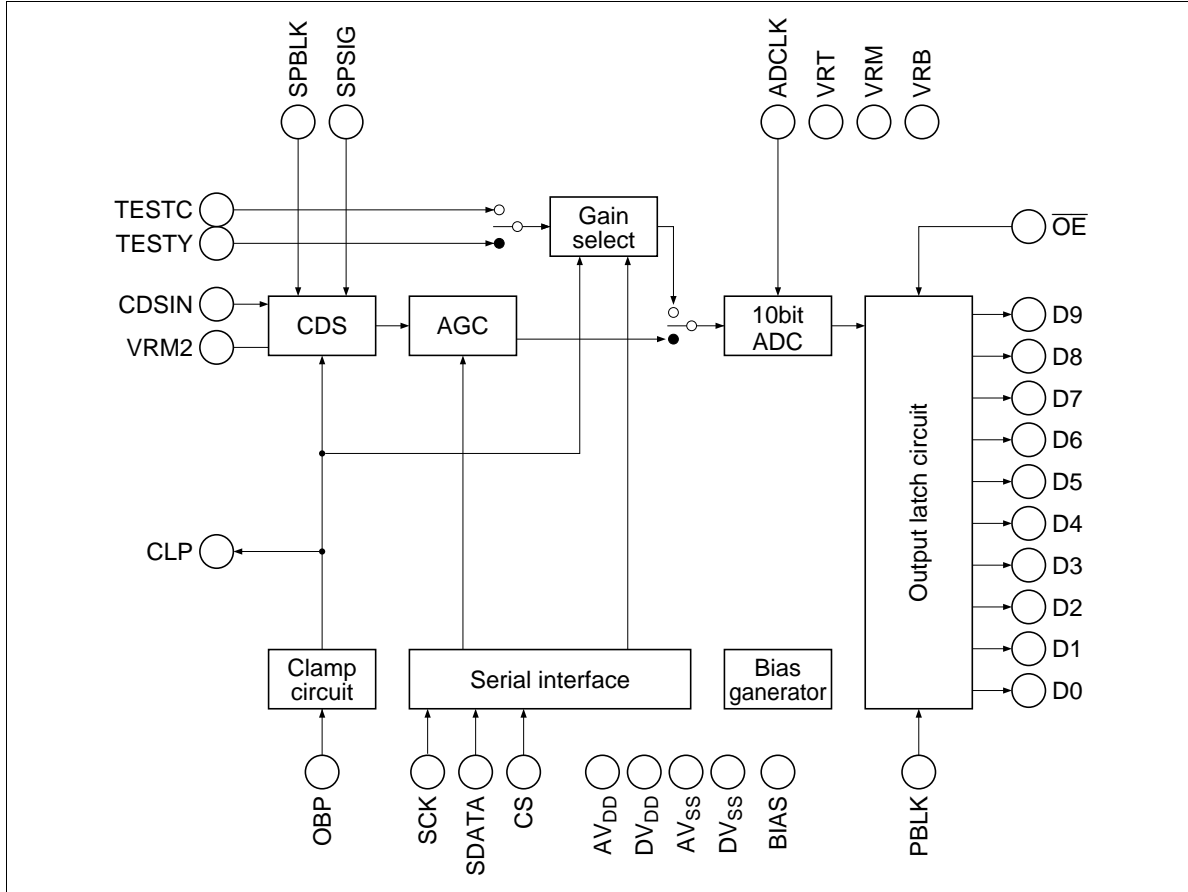 SPBLK
SPSIG
ADCLK
VRT
VRM
VRB
TESTC
TESTY
Gain
select
OE
CDSIN
VRM2
CDS
AGC
10bit
ADC
Output latch circuit
D9
D8
D7
D6
D5
D4
D3
D2
D1
D0
CLP
Clamp
circuit
Serial interface
Bias
ganerator
OBP
SCK
SDATA
CS
AVDD
DVDD
AVSS
DVSS
BIAS
PBLK